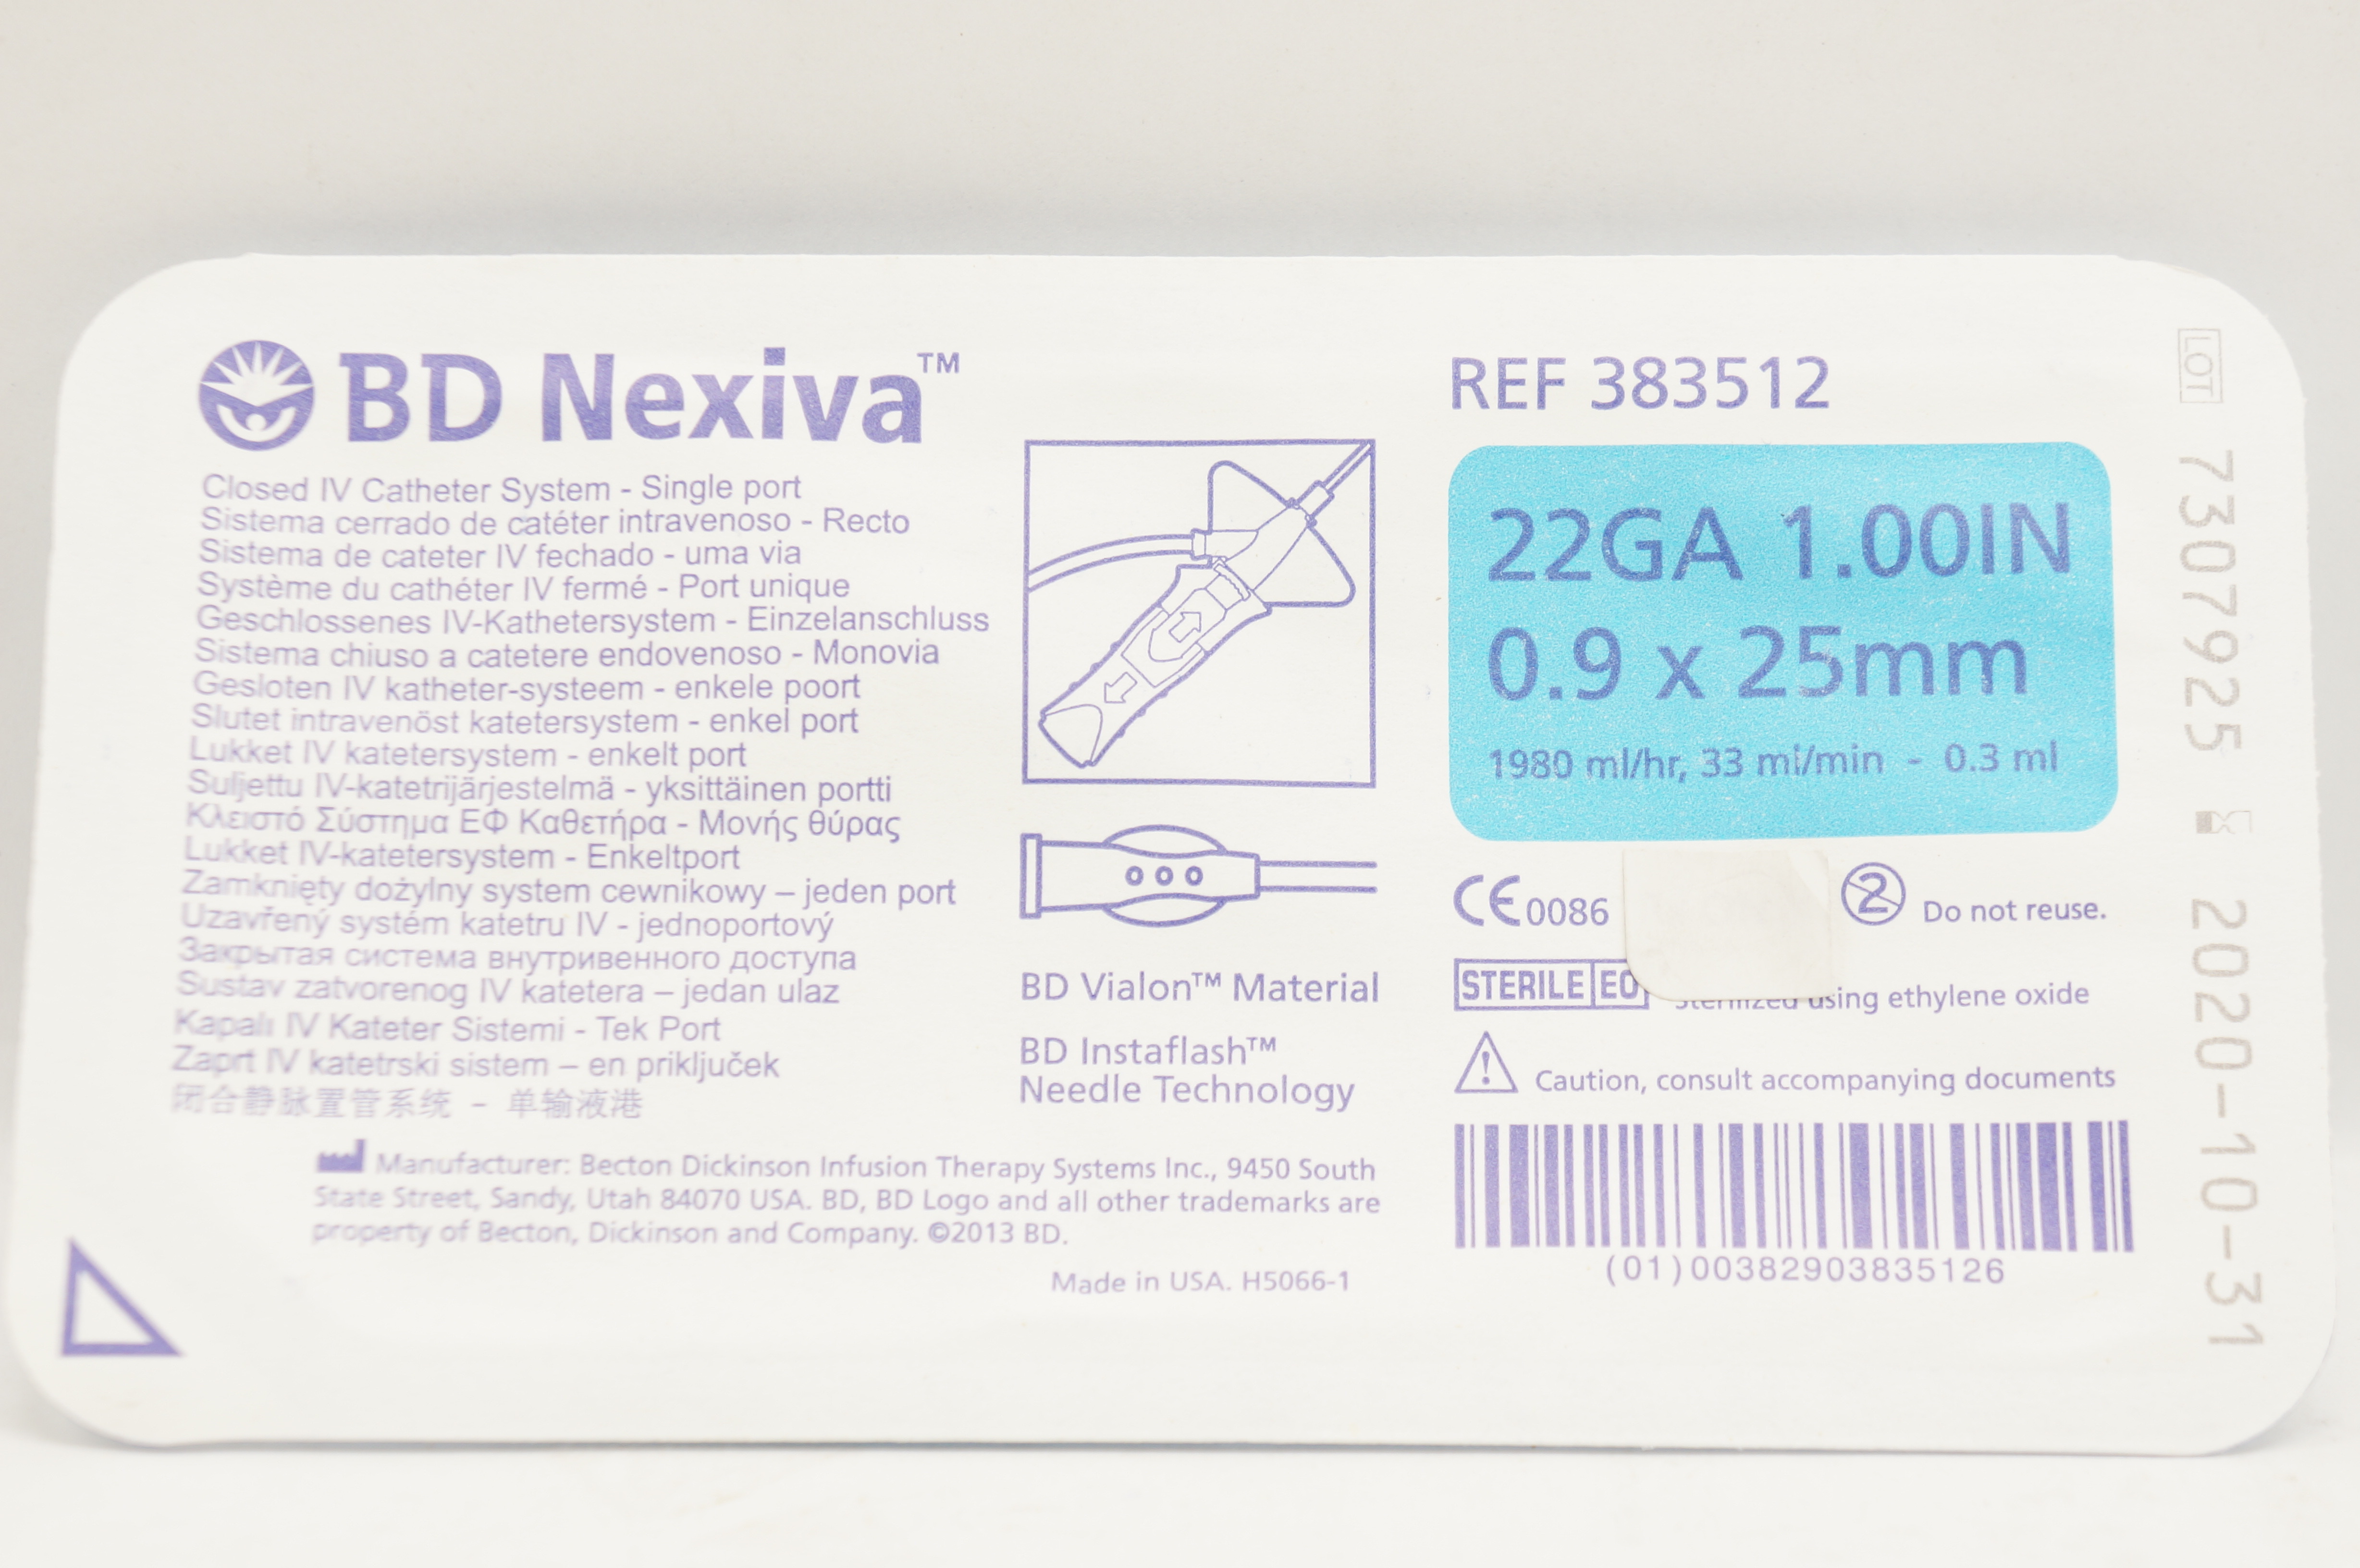 BD Nexiva™
Closed IV Catheter System - Single port
Sistema cerrado de catéter intravenoso - Recto
Sistema de cateter IV fechado - uma via
Système du cathéter IV fermé - Port unique
Geschlossenes IV-Kathetersystem - Einzelanschluss
Sistema chiuso a catetere endovenoso - Monovia
Gesloten IV katheter-systeem - enkele poort
Slutet intravenöst katetersystem - enkel port
Lukket IV katetersystem - enkelt port
Suljettu IV-katetrijärjestelmä - yksittäinen portti
Κλειστό Σύστημα ΕΦ Καθετήρα - Μονής θύρας
Lukket IV-katetersystem - Enkeltport
Zamknięty dożylny system cewnikowy – jeden port
Uzavřený systém katetru IV - jednoportový
Закрытая система внутривенного доступа
Sustav zatvorenog IV katetera – jedan ulaz
Kapalı IV Kateter Sistemi - Tek Port
Zaprt IV katetrski sistem – en priključek
闭合静脉置管系统 - 单输液港
Manufacturer: Becton Dickinson Infusion Therapy Systems Inc., 9450 South
State Street, Sandy, Utah 84070 USA. BD, BD Logo and all other trademarks are
property of Becton, Dickinson and Company. ©2013 BD.
Made in USA. H5066-1
BD Vialon™ Material
BD Instaflash™
Needle Technology
REF 383512
22GA 1.00IN
0.9 x 25mm
1980 ml/hr, 33 ml/min - 0.3 ml
CE 0086
2 Do not reuse.
STERILE EO Sterilized using ethylene oxide
! Caution, consult accompanying documents
(01)00382903835126
LOT 7307925 2020-10-31